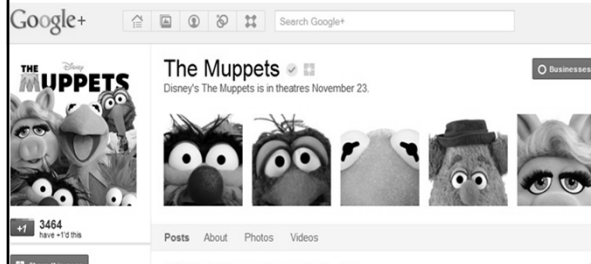 Google+
Search Google+
THE
Disney
MUPPETS
The Muppets
Businesses
Disney's The Muppets is in theatres November 23.
+1
3464
have +1'd this
Posts About Photos Videos